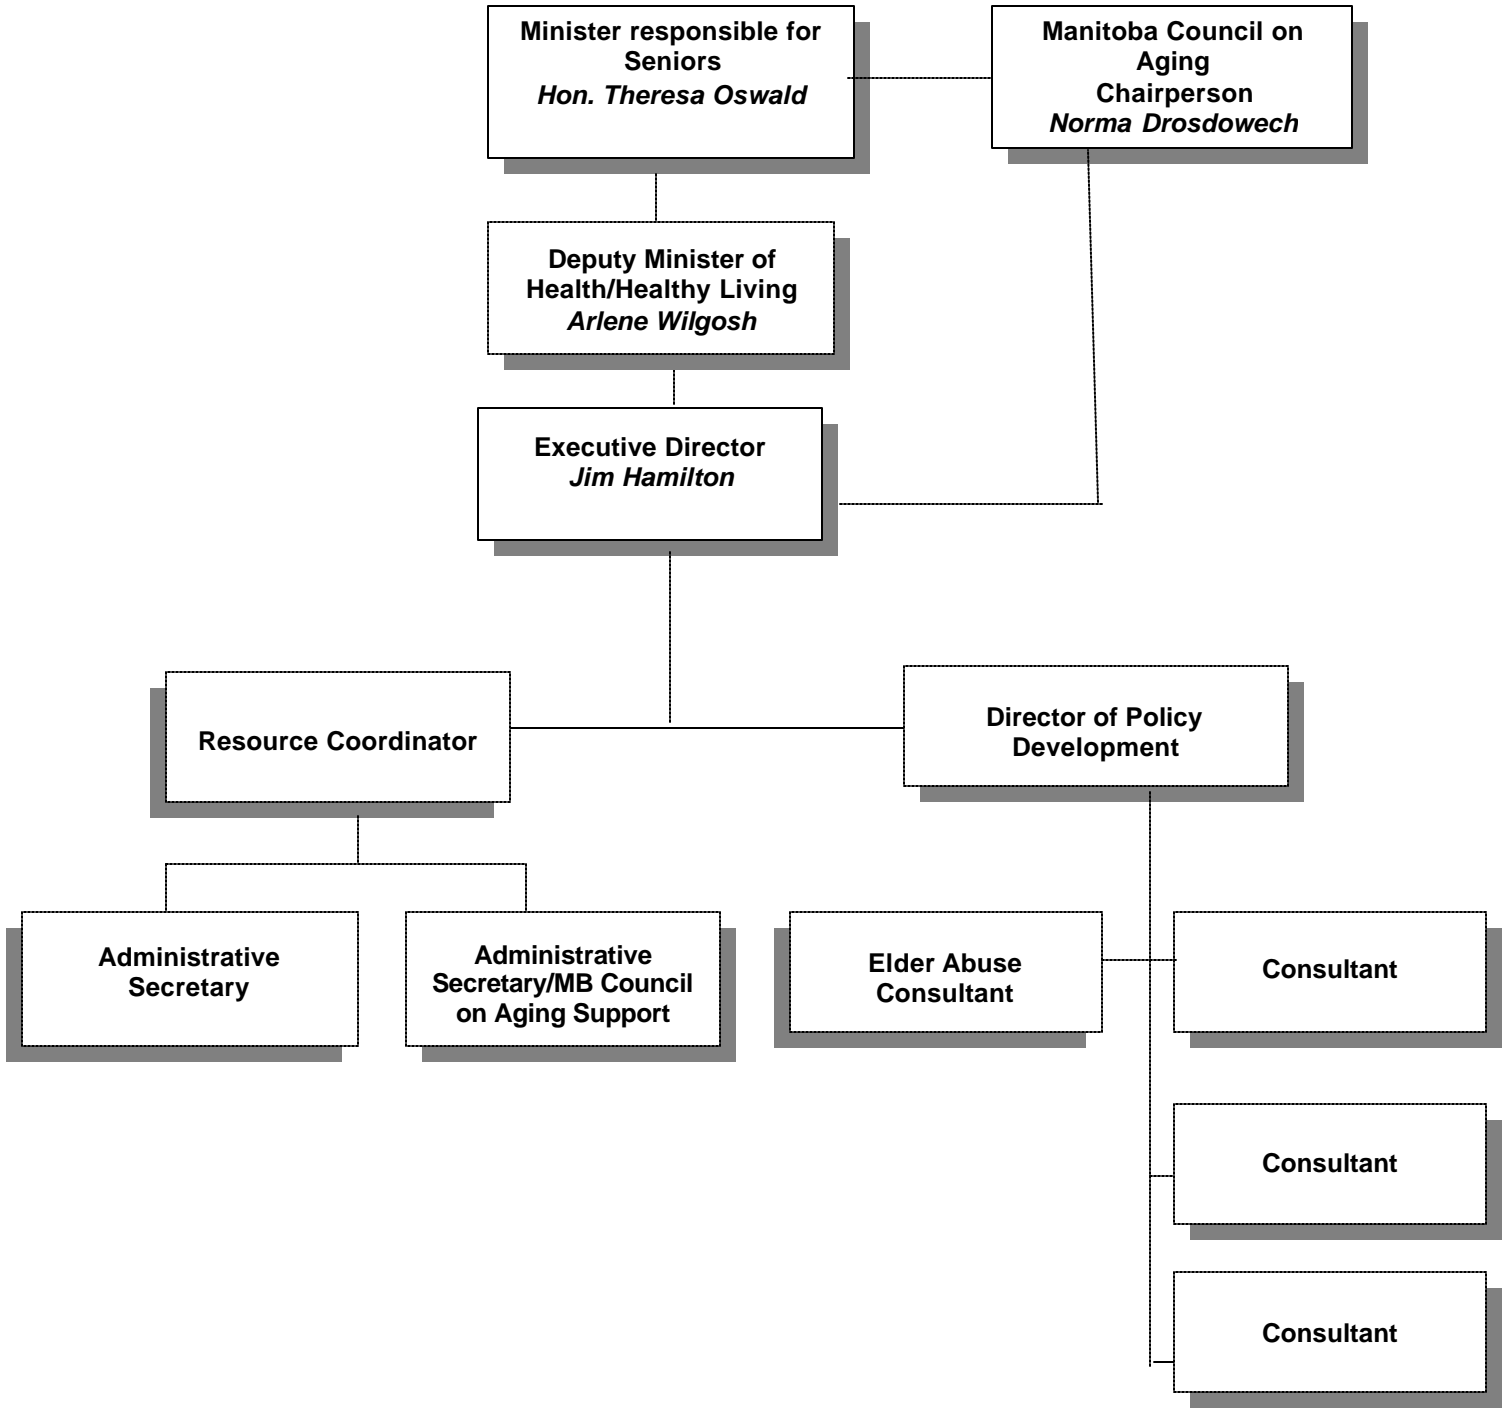 Minister responsible for
Seniors
Hon. Theresa Oswald
Manitoba Council on
Aging
Chairperson
Norma Drosdowech
Deputy Minister of
Health/Healthy Living
Arlene Wilgosh
Executive Director
Jim Hamilton
Resource Coordinator
Director of Policy
Development
Administrative
Secretary
Administrative
Secretary/MB Council
on Aging Support
Elder Abuse
Consultant
Consultant
Consultant
Consultant